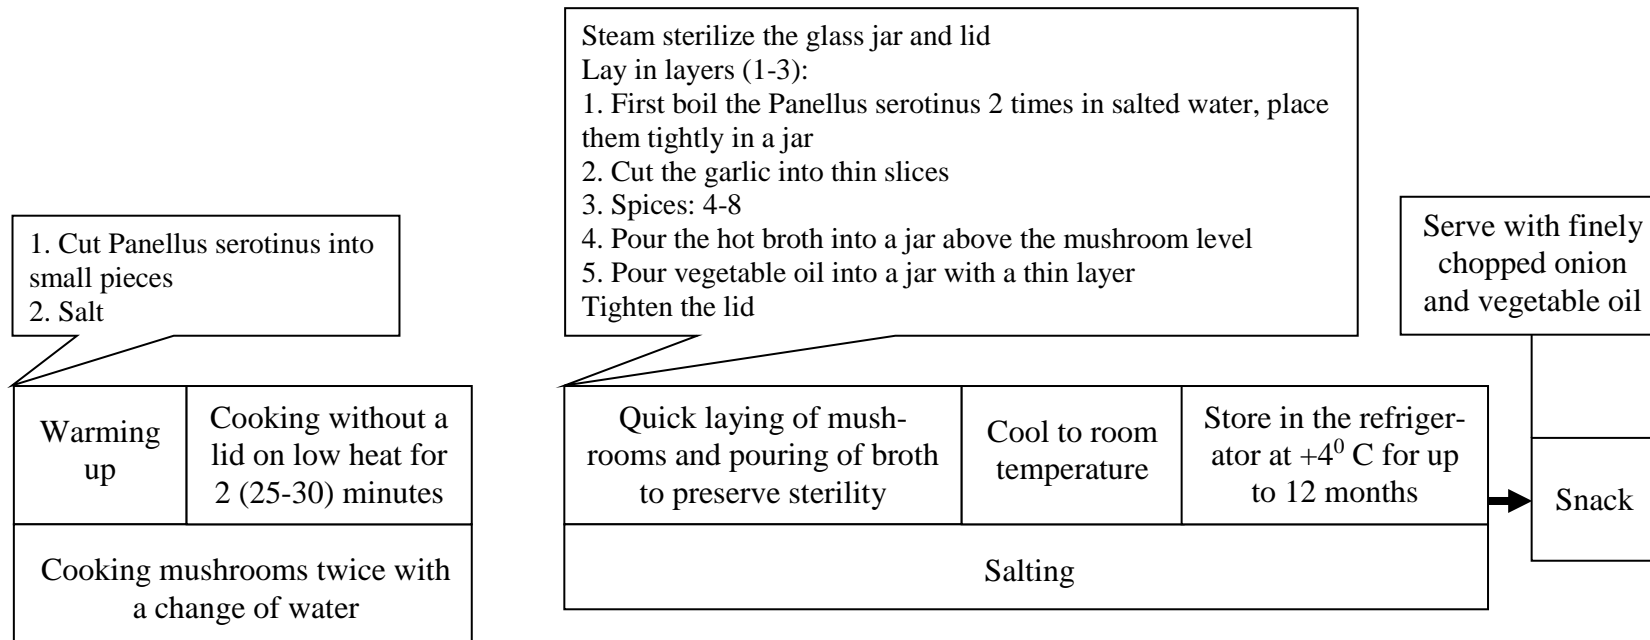 Steam sterilize the glass jar and lid
Lay in layers (1-3):
1. First boil the Panellus serotinus 2 times in salted water, place
them tightly in a jar
2. Cut the garlic into thin slices
3. Spices: 4-8
4. Pour the hot broth into a jar above the mushroom level
5. Pour vegetable oil into a jar with a thin layer
Tighten the lid
1. Cut Panellus serotinus into
small pieces
2. Salt
Serve with finely
chopped onion
and vegetable oil
Warming
up
Cooking without a
lid on low heat for
2 (25-30) minutes
Cooking mushrooms twice with
a change of water
Quick laying of mush-
rooms and pouring of broth
to preserve sterility
Cool to room
temperature
Store in the refriger-
ator at +4⁰ C for up
to 12 months
Salting
Snack